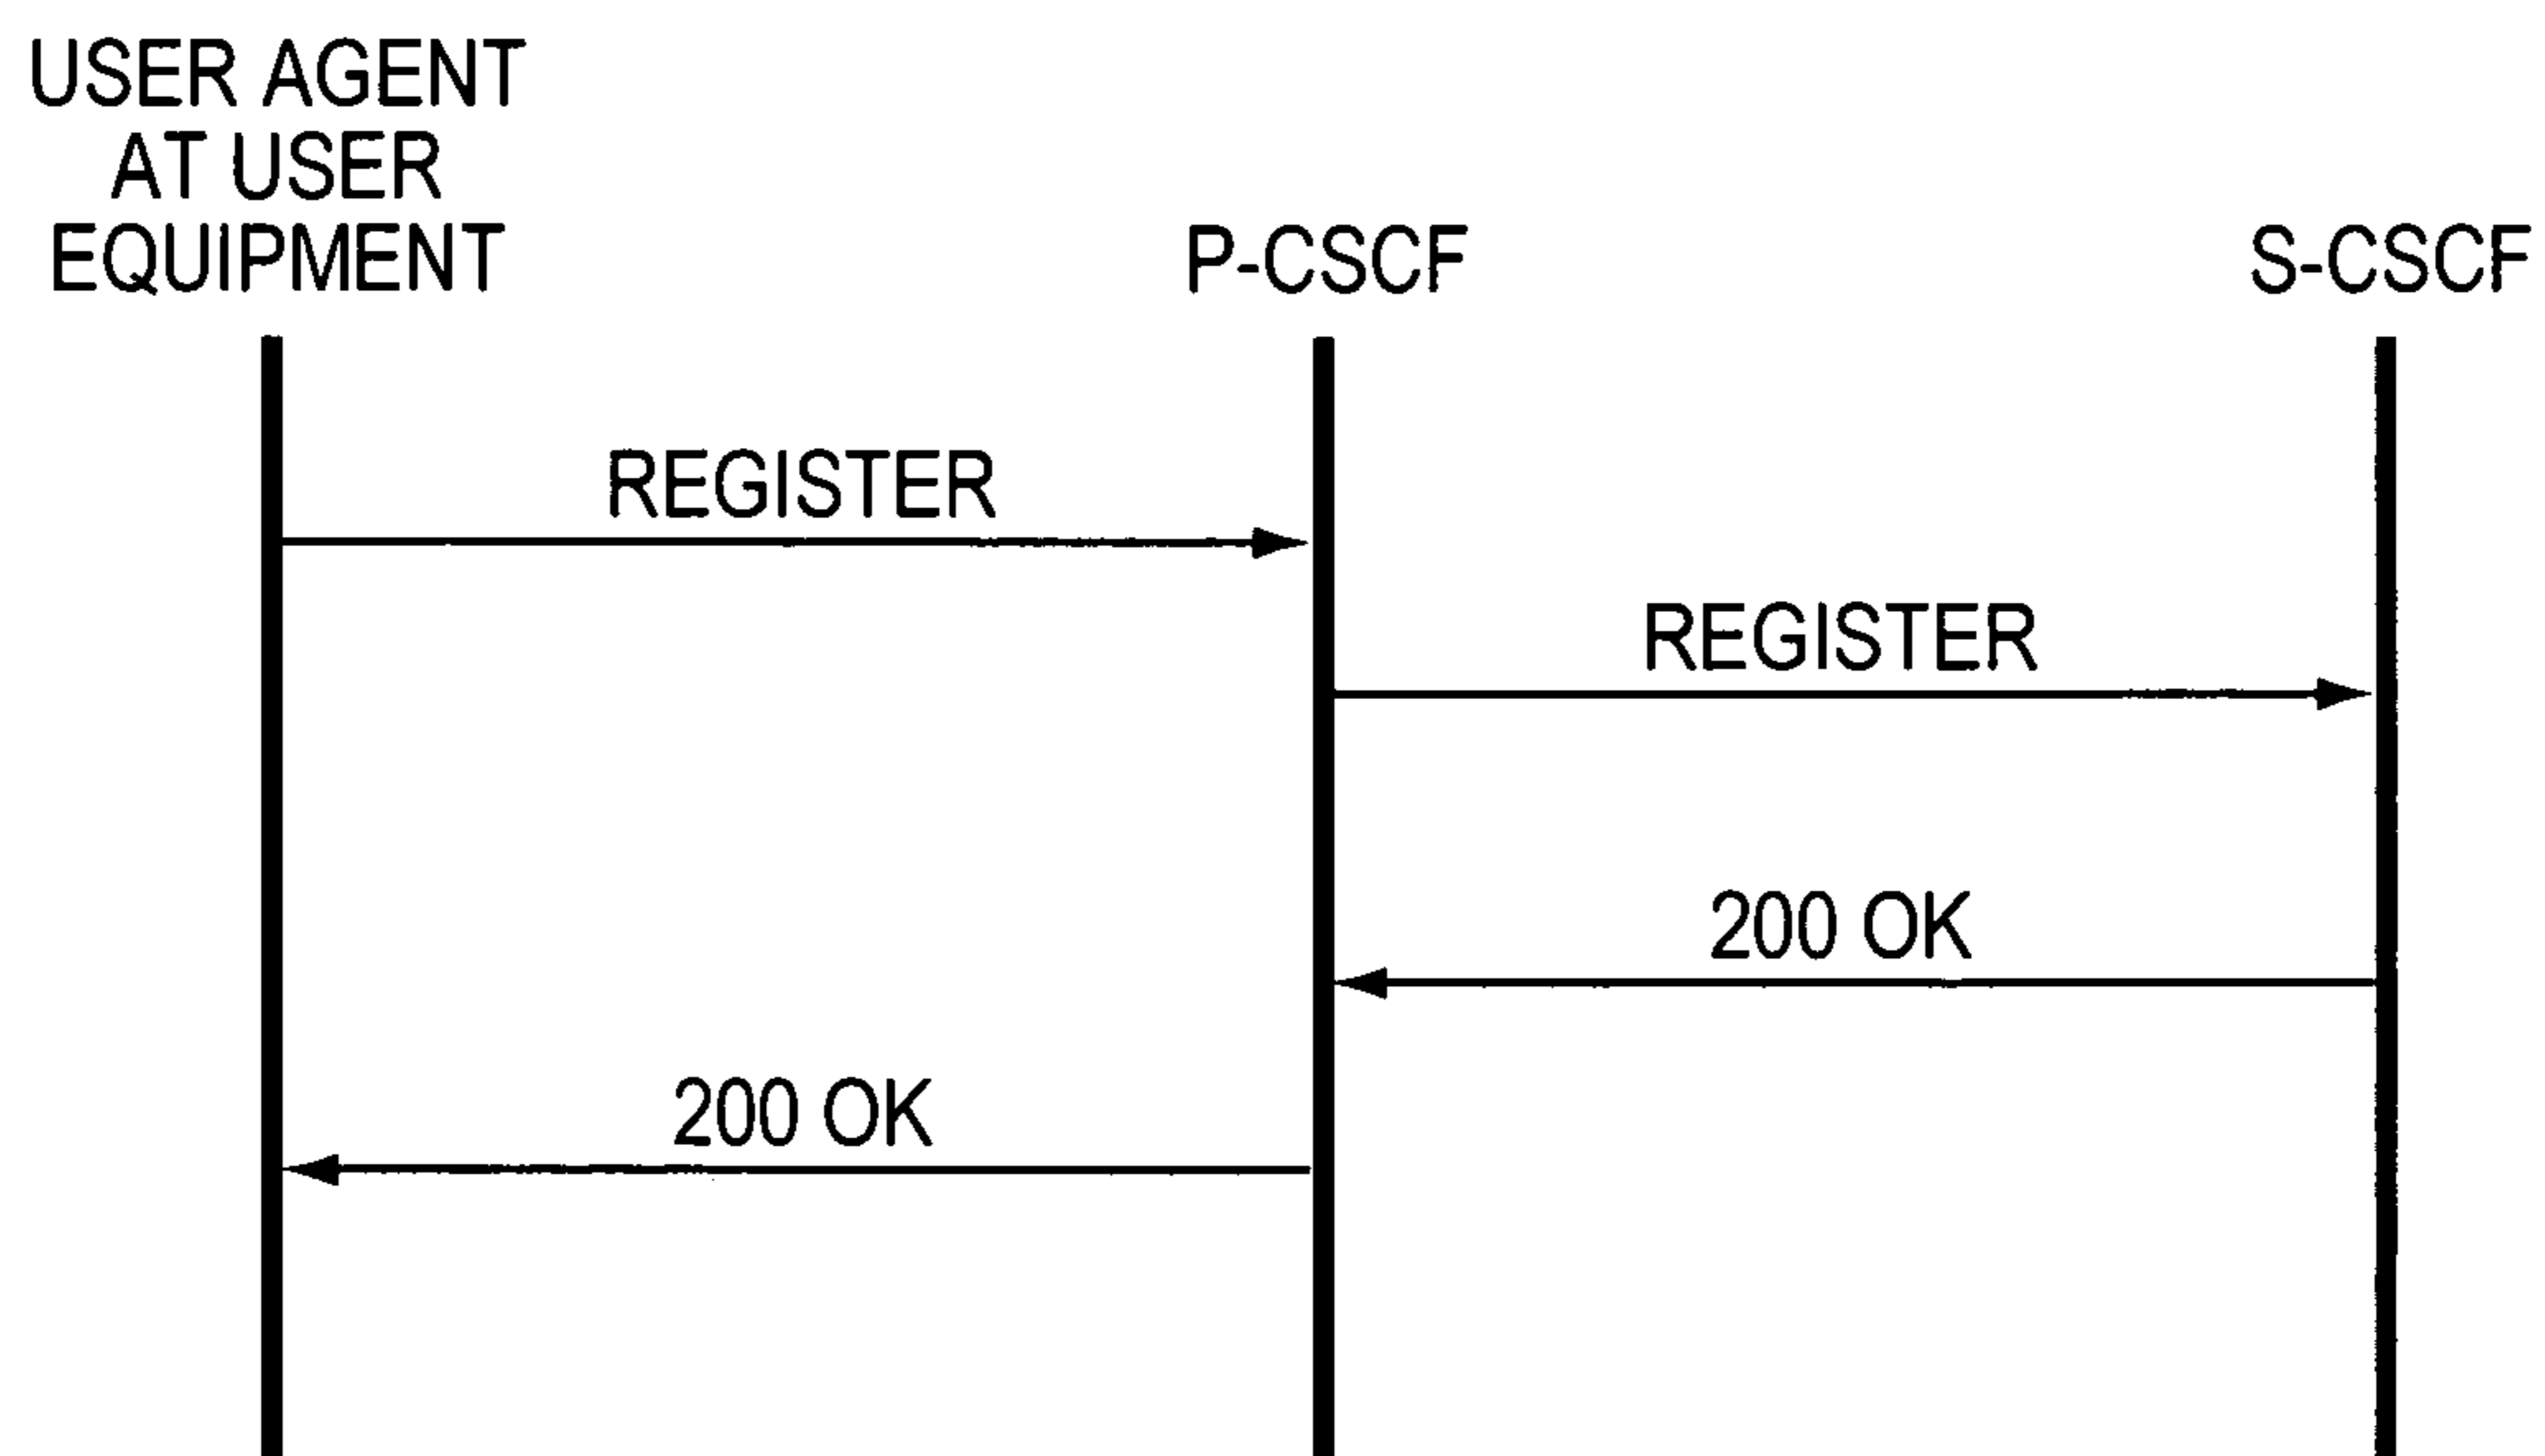 USER AGENT
AT USER
EQUIPMENT
P-CSCF
S-CSCF
REGISTER
REGISTER
200 OK
200 OK